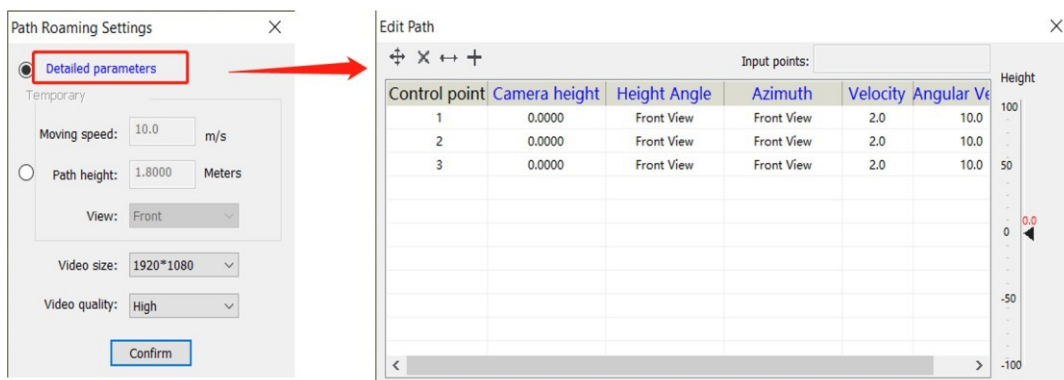 Path Roaming Settings
Detailed parameters
Temporary
Moving speed: 10.0 m/s
Path height: 1.8000 Meters
View: Front
Video size: 1920*1080
Video quality: High
Confirm
Edit Path
Input points:
Height
Control point Camera height Height Angle Azimuth Velocity Angular Ve
1 0.0000 Front View Front View 2.0 10.0
2 0.0000 Front View Front View 2.0 10.0
3 0.0000 Front View Front View 2.0 10.0
100
50
0.0
0
-50
-100